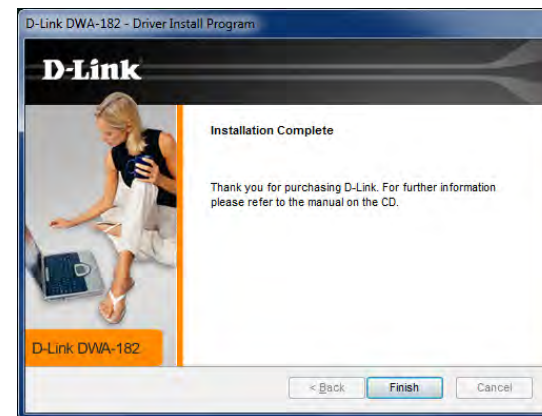 D-Link DWA-182 - Driver Install Program
D-Link
Installation Complete
Thank you for purchasing D-Link. For further information
please refer to the manual on the CD.
D-Link DWA-182
< Back
Finish
Cancel